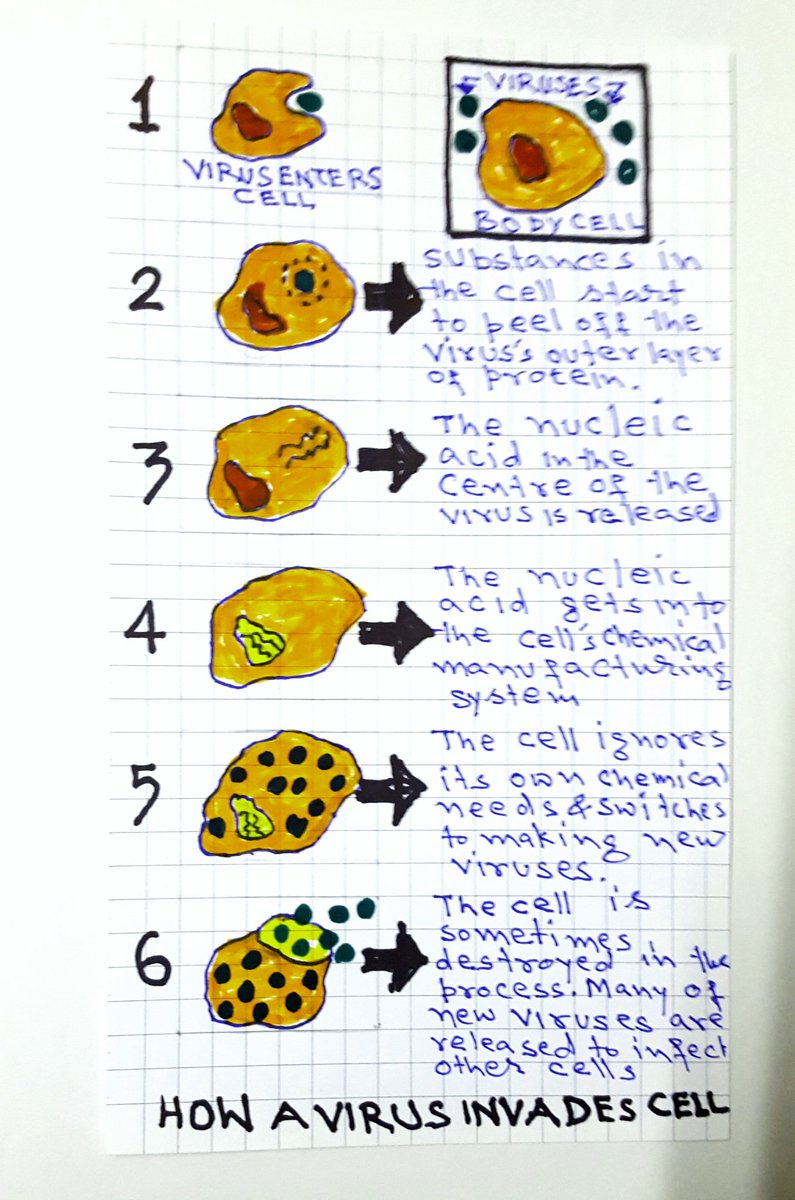 1
VIRUS ENTERS
CELL
VIRUSES
BODY CELL
2
substances in
the cell start
to peel off the
virus's outer layer
of protein.
3
The nucleic
acid in the
centre of the
virus is released
4
The nucleic
acid gets into
the cell's chemical
manufacturing
system
5
The cell ignores
its own chemical
needs & switches
to making new
viruses.
6
The cell is
sometimes
destroyed in the
process. Many of
new viruses are
released to infect
other cells
HOW A VIRUS INVADES CELL